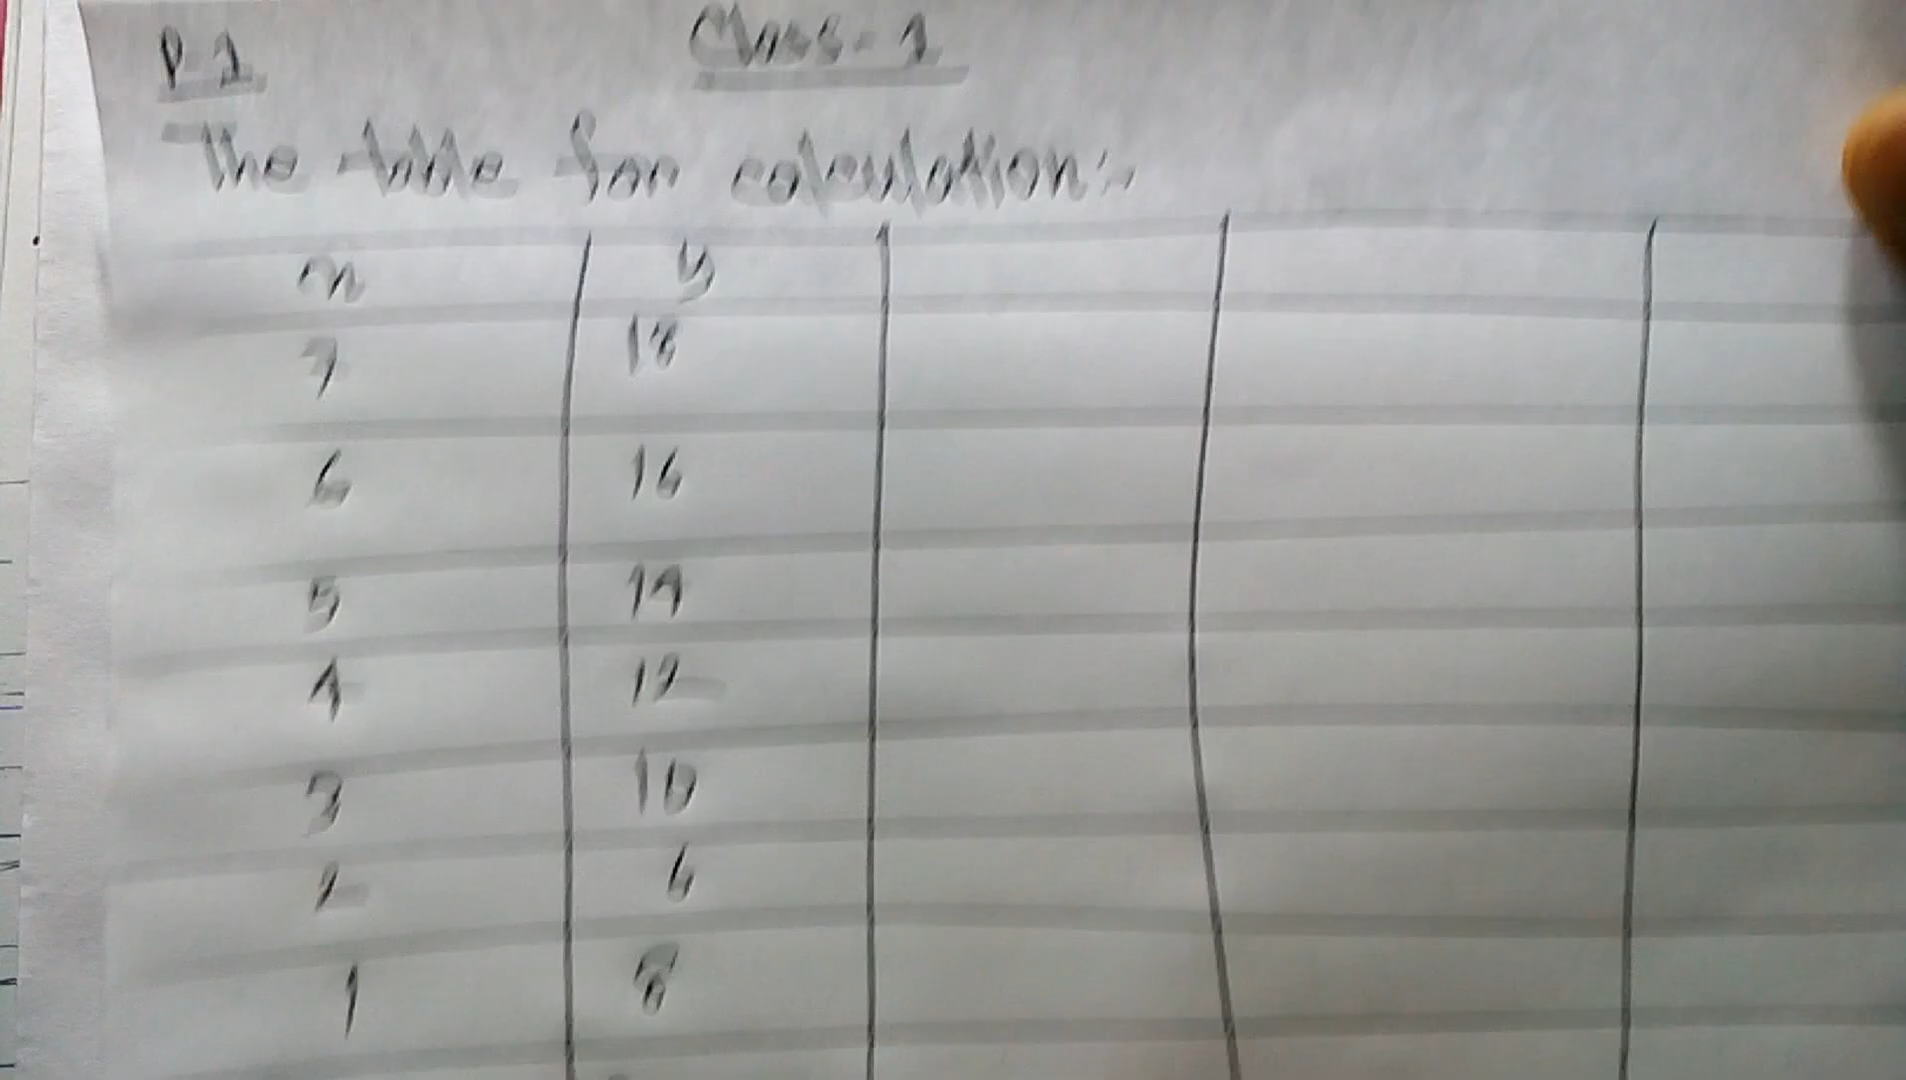 P-1
Class-1
The table for calculation:-
x y
7 18
6 16
5 14
4 12
3 10
2 6
1 8